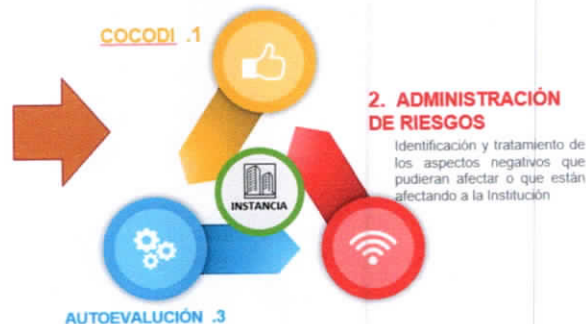 COCODI .1
2. ADMINISTRACIÓN
DE RIESGOS
Identificación y tratamiento de
los aspectos negativos que
pudieran afectar o que están
afectando a la Institución
INSTANCIA
AUTOEVALUCIÓN .3